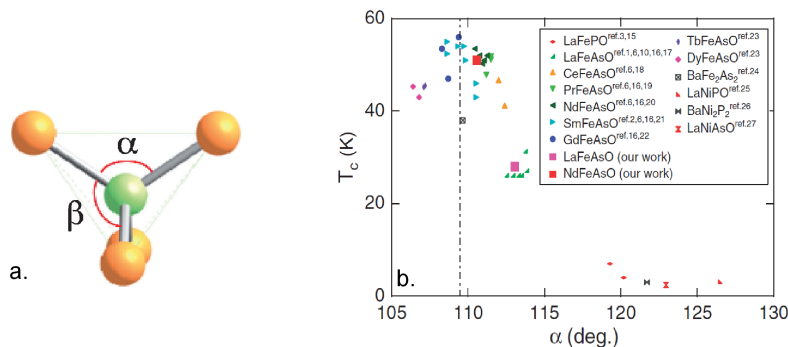 α
β
a.
b.
T_c (K)
60
40
20
0
105
110
115
120
125
130
α (deg.)
LaFePO^ref.3,15
LaFeAsO^ref.1,6,10,16,17
CeFeAsO^ref.6,18
PrFeAsO^ref.6,16,19
NdFeAsO^ref.6,16,20
SmFeAsO^ref.2,6,16,21
GdFeAsO^ref.16,22
LaFeAsO (our work)
NdFeAsO (our work)
TbFeAsO^ref.23
DyFeAsO^ref.23
BaFe₂As₂^ref.24
LaNiPO^ref.25
BaNi₂P₂^ref.26
LaNiAsO^ref.27